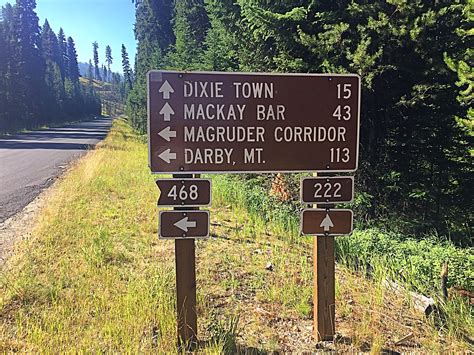 ↑ DIXIE TOWN 15
↑ MACKAY BAR 43
← MAGRUDER CORRIDOR
← DARBY, MT. 113
468 222
← ↑